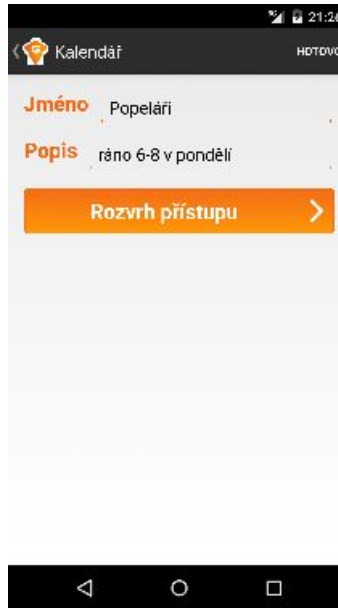 21:26
Kalendář HOTOVO
Jméno Popeláři
Popis ráno 6-8 v pondělí
Rozvrh přístupu